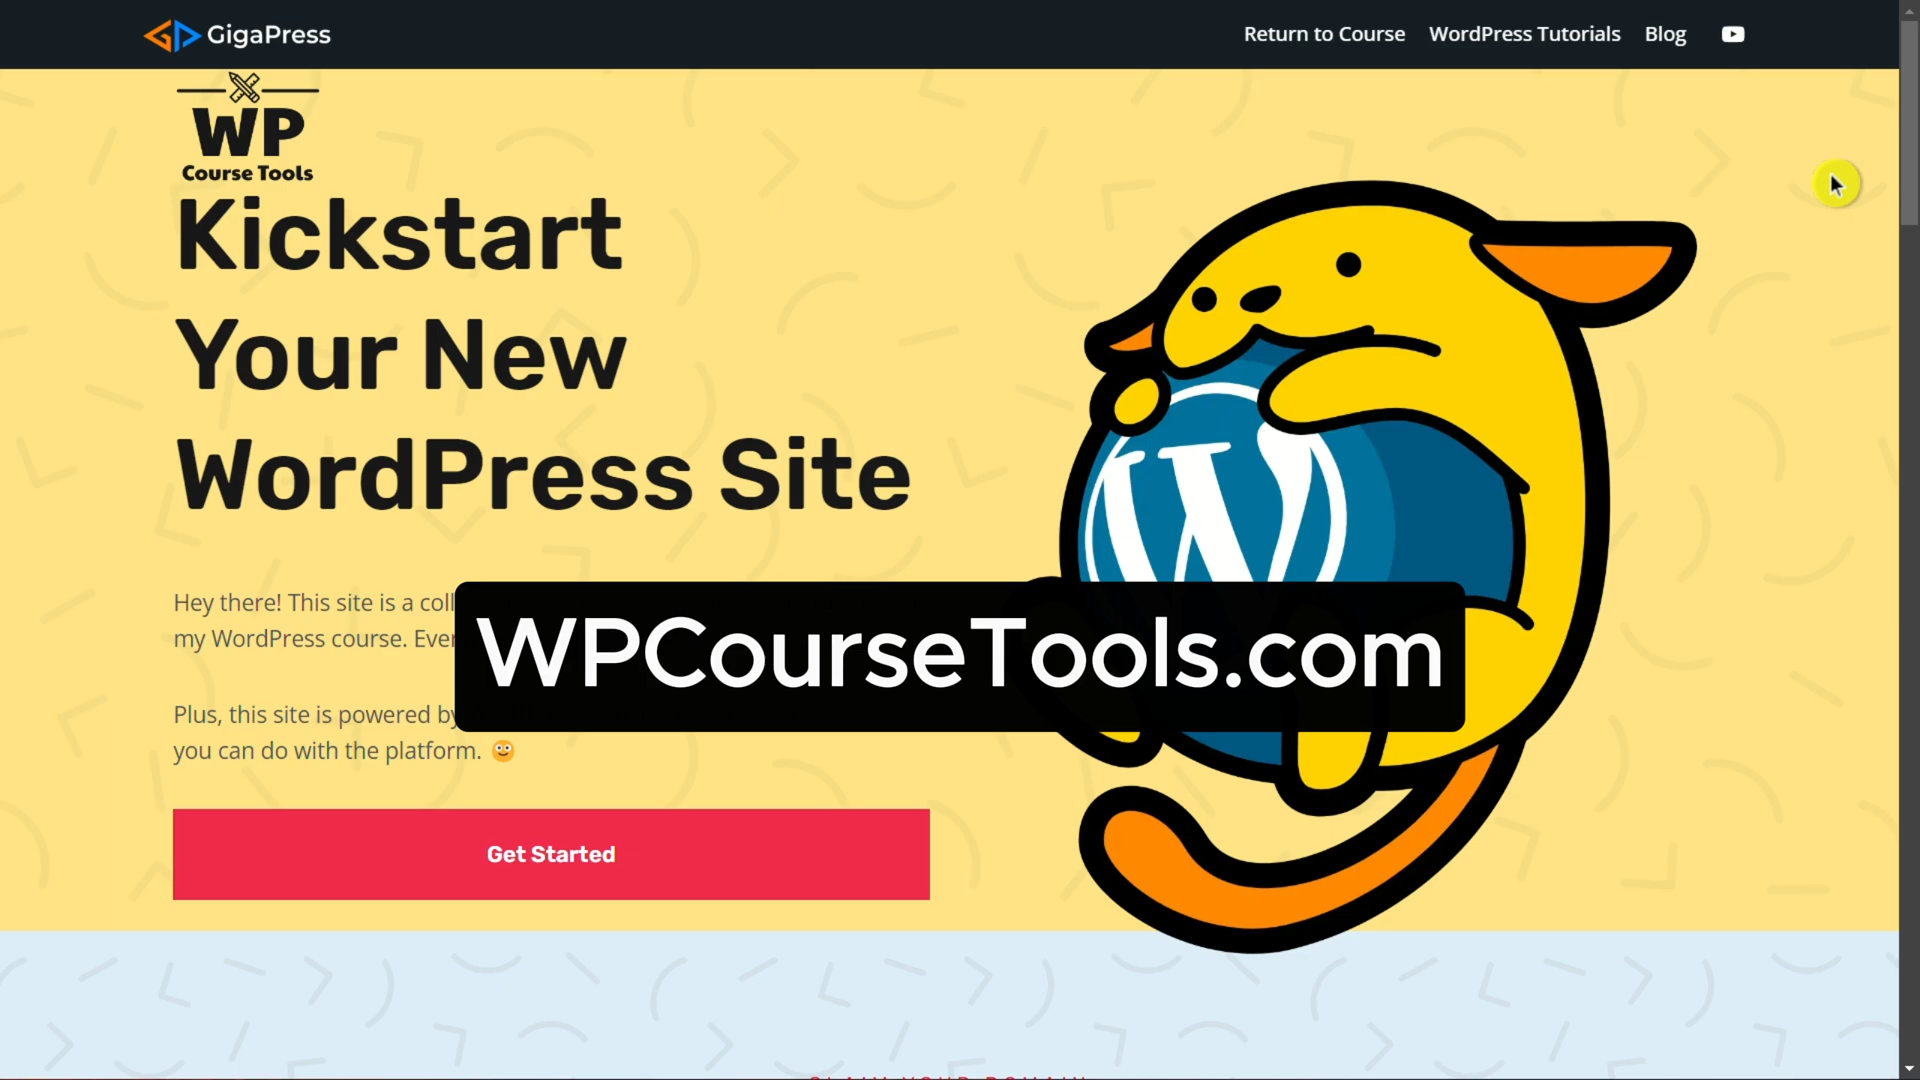 GigaPress
Return to Course
WordPress Tutorials
Blog
WP
Course Tools
Kickstart
Your New
WordPress Site
Hey there! This site is a
my WordPress course.
WPCourseTools.com
Plus, this site is powered by
you can do with the platform.
Get Started
W